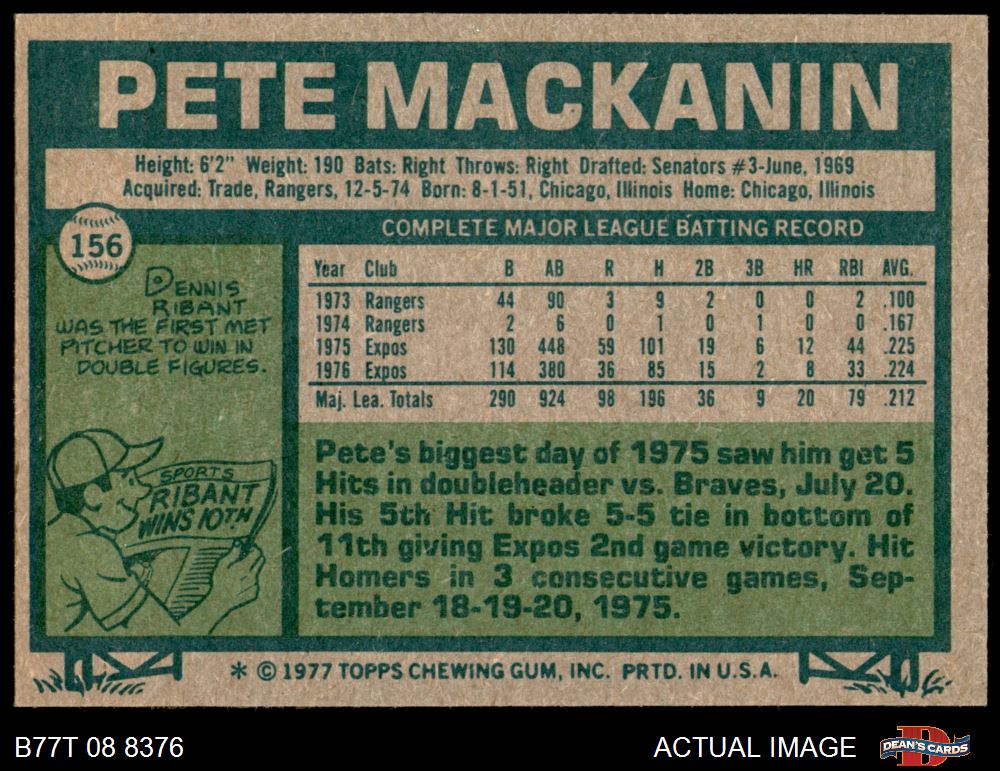 PETE MACKANIN
Height: 6'2" Weight: 190 Bats: Right Throws: Right Drafted: Senators #3-June, 1969
Acquired: Trade, Rangers, 12-5-74 Born: 8-1-51, Chicago, Illinois Home: Chicago, Illinois
156
DENNIS
RIBANT
WAS THE FIRST MET
PITCHER TO WIN IN
DOUBLE FIGURES.
SPORTS
RIBANT
WINS 10TH
COMPLETE MAJOR LEAGUE BATTING RECORD
Year Club B AB R H 2B 3B HR RBI AVG.
1973 Rangers 44 90 3 9 2 0 0 2 .100
1974 Rangers 2 6 0 1 0 1 0 0 .167
1975 Expos 130 448 59 101 19 6 12 44 .225
1976 Expos 114 380 36 85 15 2 8 33 .224
Maj. Lea. Totals 290 924 98 196 36 9 20 79 .212
Pete's biggest day of 1975 saw him get 5
Hits in doubleheader vs. Braves, July 20.
His 5th Hit broke 5-5 tie in bottom of
11th giving Expos 2nd game victory. Hit
Homers in 3 consecutive games, Sep-
tember 18-19-20, 1975.
* © 1977 TOPPS CHEWING GUM, INC. PRTD. IN U.S.A.
B77T 08 8376
ACTUAL IMAGE
DEAN'S CARDS